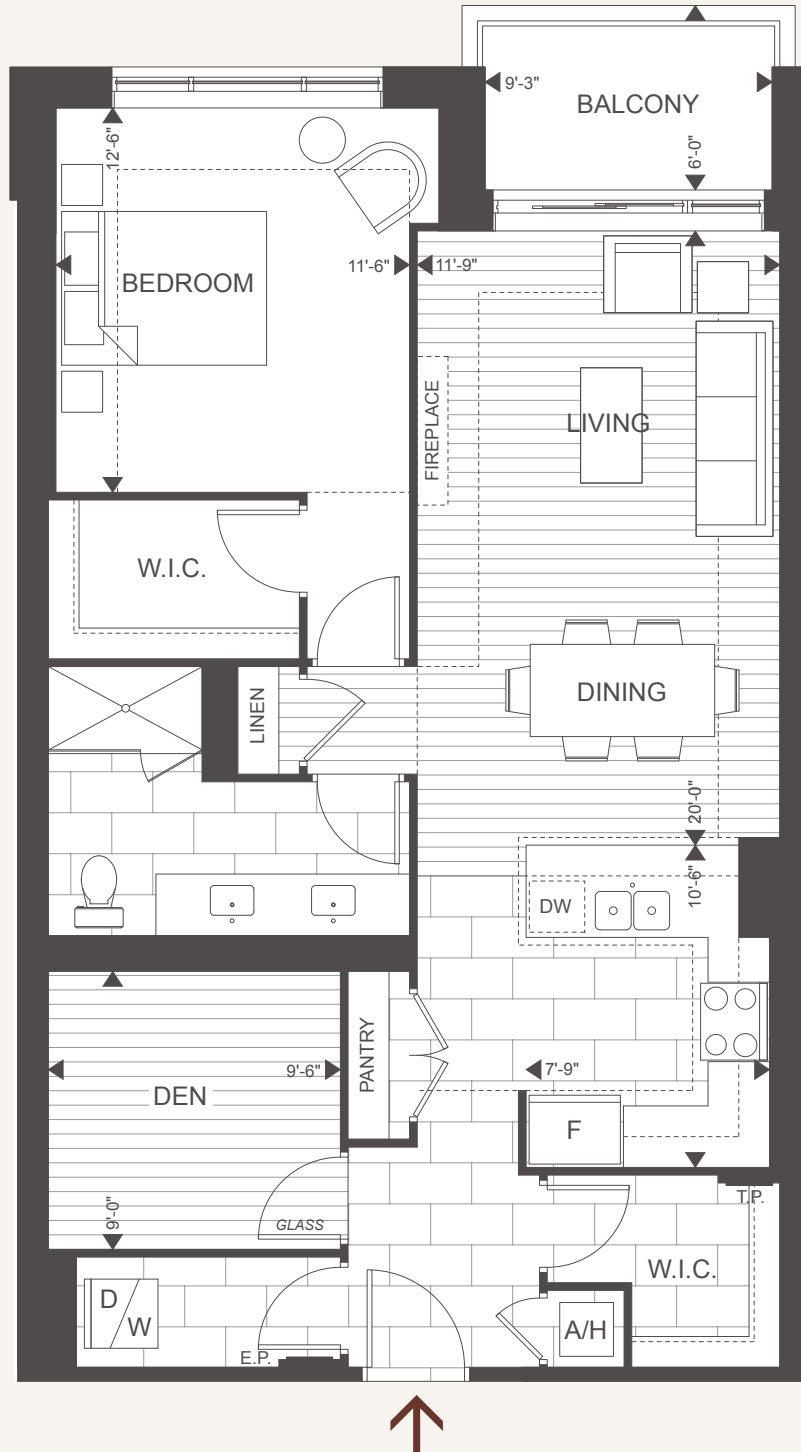 9'-3"
BALCONY
12'-6"
6'-0"
11'-6"
11'-9"
BEDROOM
FIREPLACE
LIVING
W.I.C.
LINEN
DINING
20'-0"
10'-6"
DW
PANTRY
9'-6"
7'-9"
DEN
F
9'-0"
GLASS
T.P.
W.I.C.
D
W
A/H
E.P.